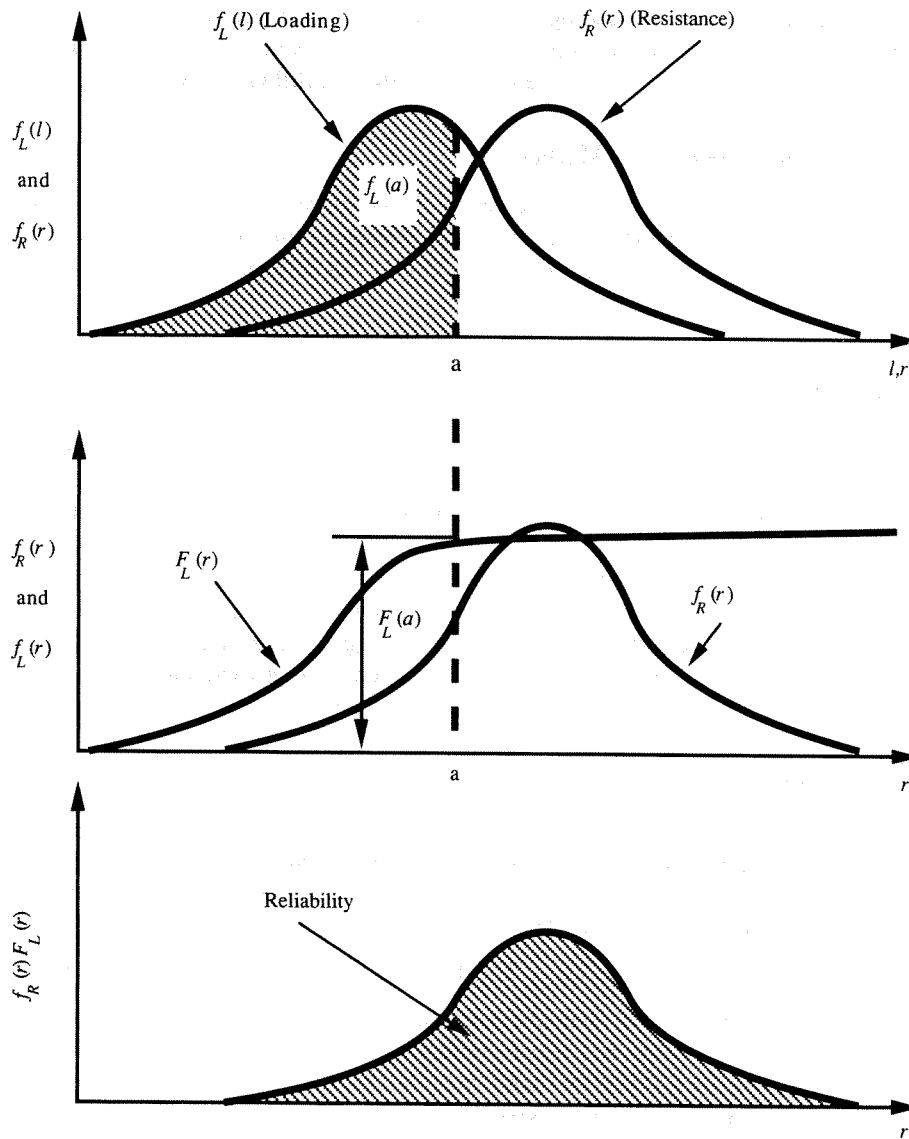 f_L(l) (Loading)
f_R(r) (Resistance)
f_L(l)
and
f_R(r)
f_L(a)
a
l,r
f_R(r)
and
f_L(r)
F_L(r)
F_L(a)
f_R(r)
a
r
f_R(r) F_L(r)
Reliability
r